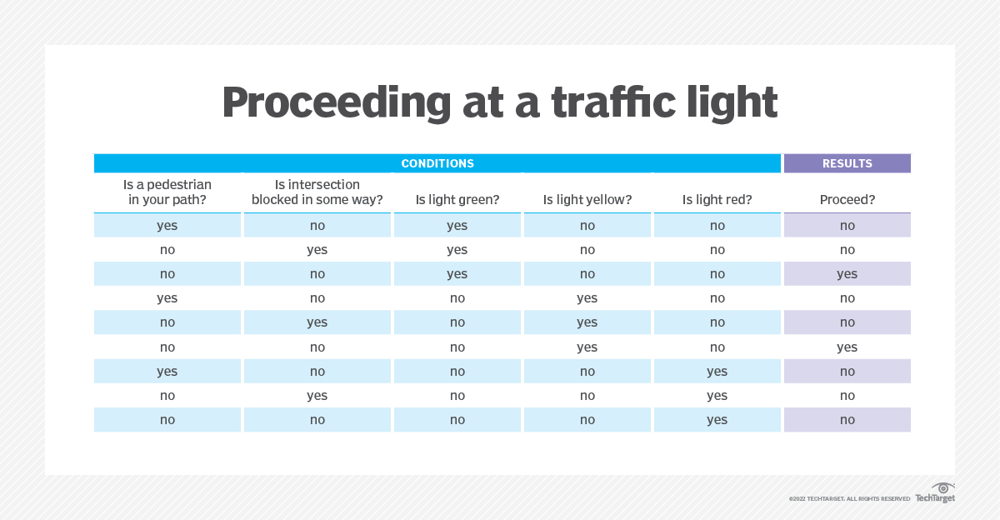 Proceeding at a traffic light
CONDITIONS RESULTS
Is a pedestrian in your path? Is intersection blocked in some way? Is light green? Is light yellow? Is light red? Proceed?
yes no yes no no no
no yes yes no no no
no no yes no no yes
yes no no yes no no
no yes no yes no no
no no no yes no yes
yes no no no yes no
no yes no no yes no
no no no no yes no
©2022 TECHTARGET. ALL RIGHTS RESERVED TechTarget